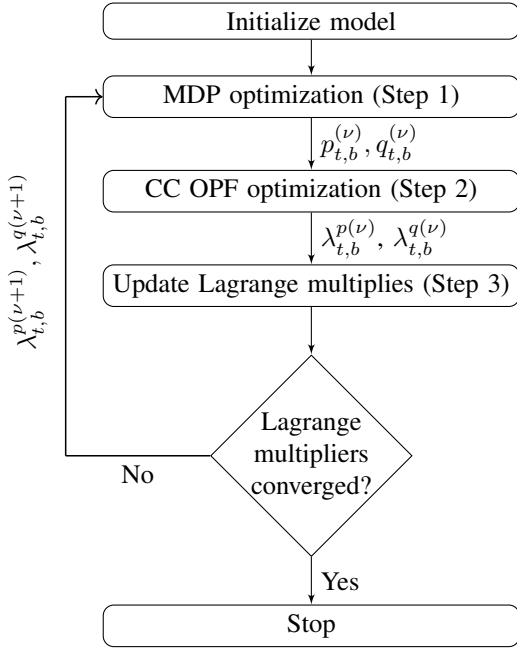 Initialize model
MDP optimization (Step 1)
p_{t,b}^{(ν)}, q_{t,b}^{(ν)}
CC OPF optimization (Step 2)
λ_{t,b}^{p(ν)}, λ_{t,b}^{q(ν)}
Update Lagrange multiplies (Step 3)
λ_{t,b}^{p(ν+1)}, λ_{t,b}^{q(ν+1)}
Lagrange
multipliers
converged?
No
Yes
Stop